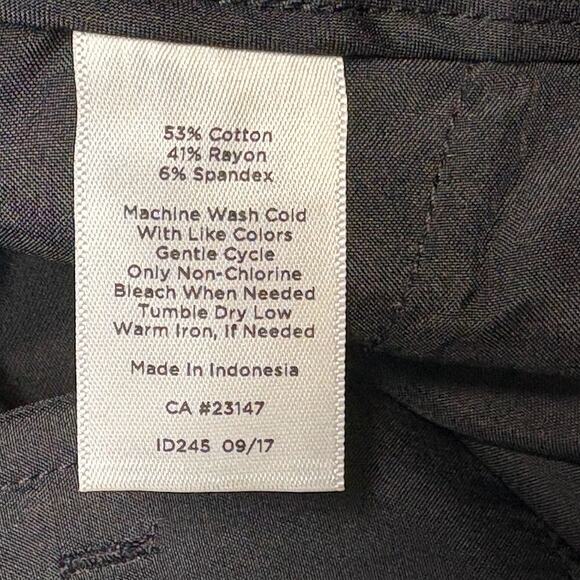 53% Cotton
41% Rayon
6% Spandex
Machine Wash Cold
With Like Colors
Gentle Cycle
Only Non-Chlorine
Bleach When Needed
Tumble Dry Low
Warm Iron, If Needed
Made In Indonesia
CA #23147
ID245 09/17